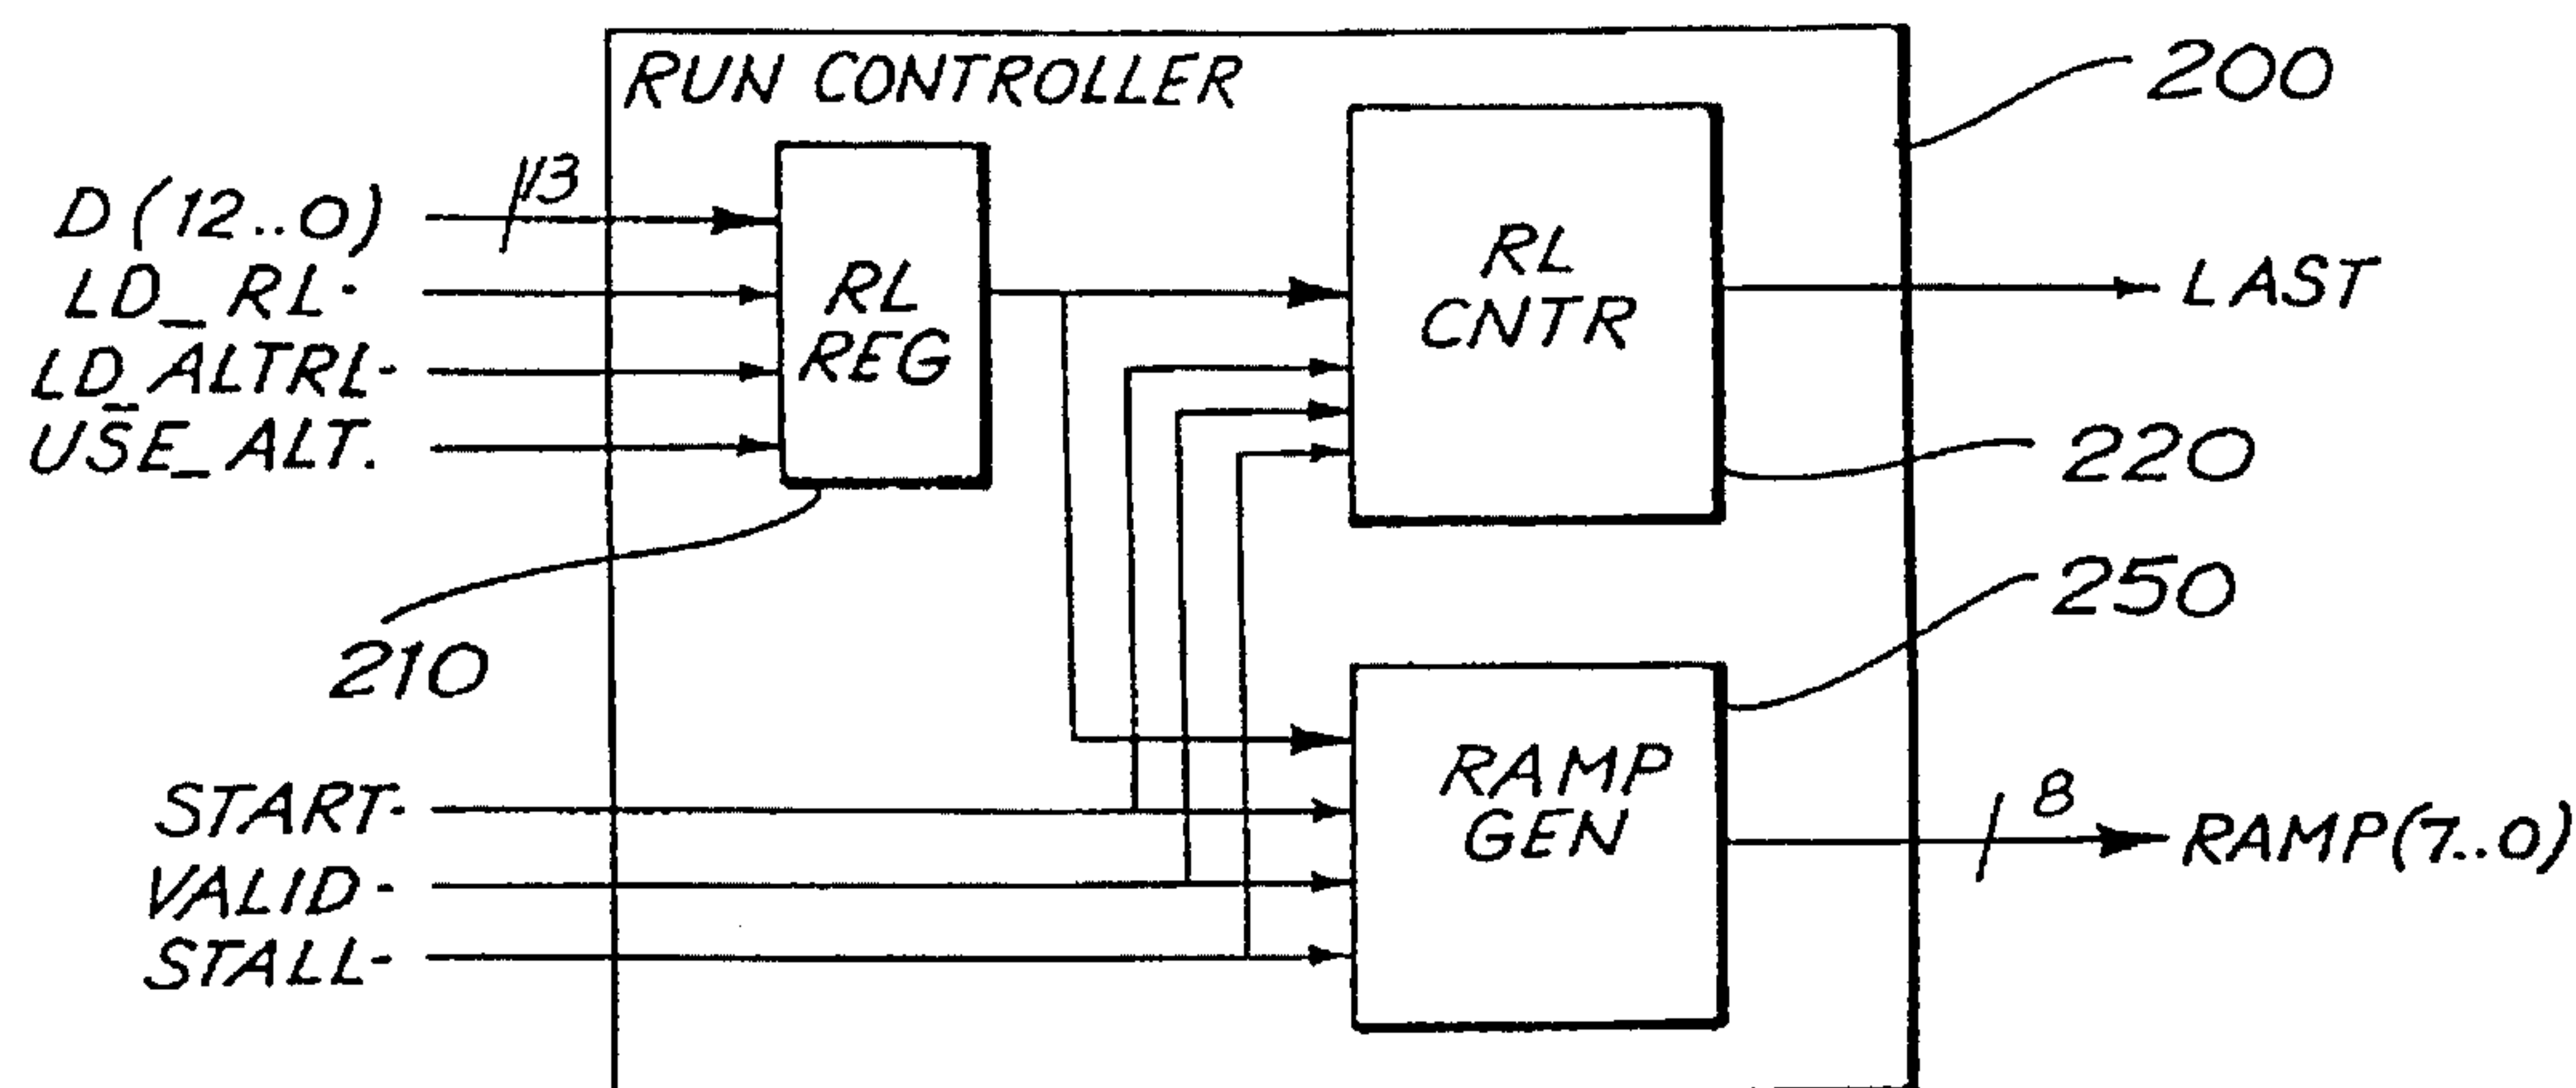 RUN CONTROLLER
200
D(12..0)
13
LD_RL-
LD_ALTRL-
USE_ALT.
RL
REG
210
RL
CNTR
LAST
220
250
START-
VALID-
STALL-
RAMP
GEN
8
RAMP(7..0)